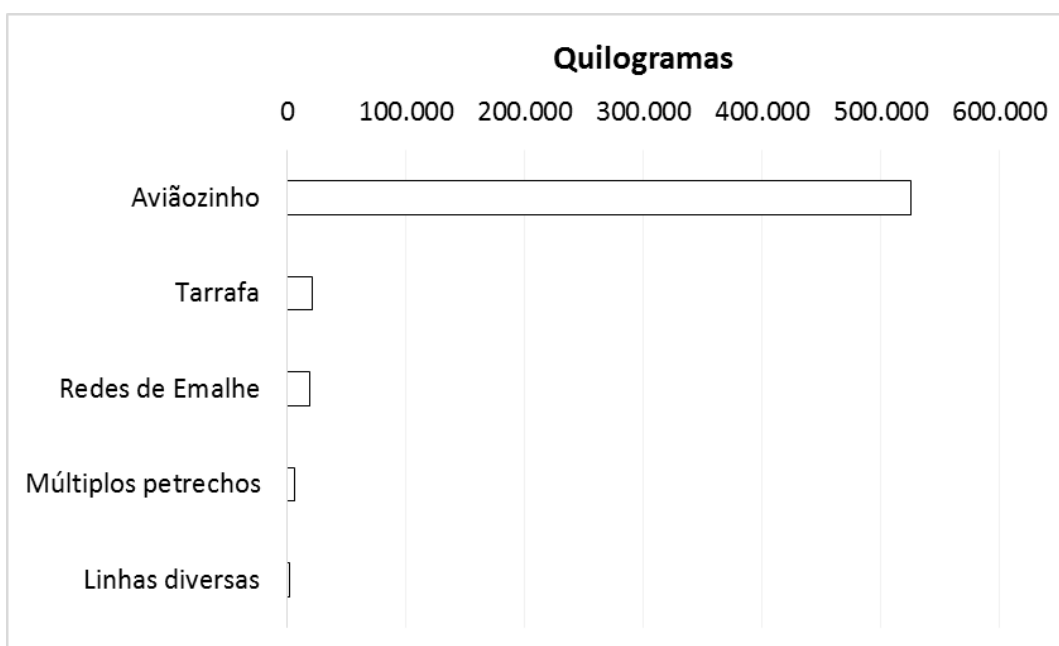 Quilogramas
0 100.000 200.000 300.000 400.000 500.000 600.000
Aviãozinho
Tarrafa
Redes de Emalhe
Múltiplos petrechos
Linhas diversas